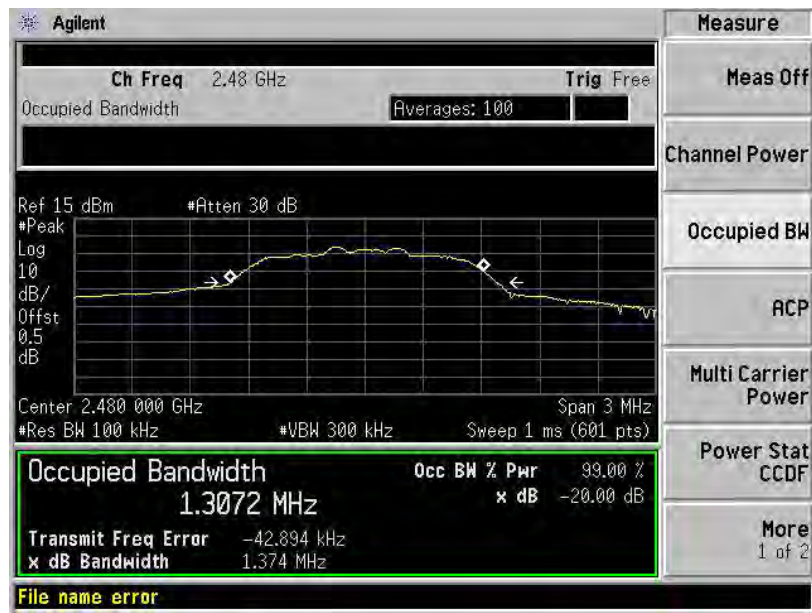 Agilent
Measure
Ch Freq 2.48 GHz Trig Free
Occupied Bandwidth Averages: 100
Meas Off
Channel Power
Occupied BW
ACP
Multi Carrier
Power
Power Stat
CCDF
More
1 of 2
Ref 15 dBm #Atten 30 dB
#Peak
Log
10
dB/
Offst
0.5
dB
Center 2.480 000 GHz Span 3 MHz
#Res BW 100 kHz #VBW 300 kHz Sweep 1 ms (601 pts)
Occupied Bandwidth Occ BW % Pwr 99.00 %
1.3072 MHz x dB -20.00 dB
Transmit Freq Error -42.894 kHz
x dB Bandwidth 1.374 MHz
File name error